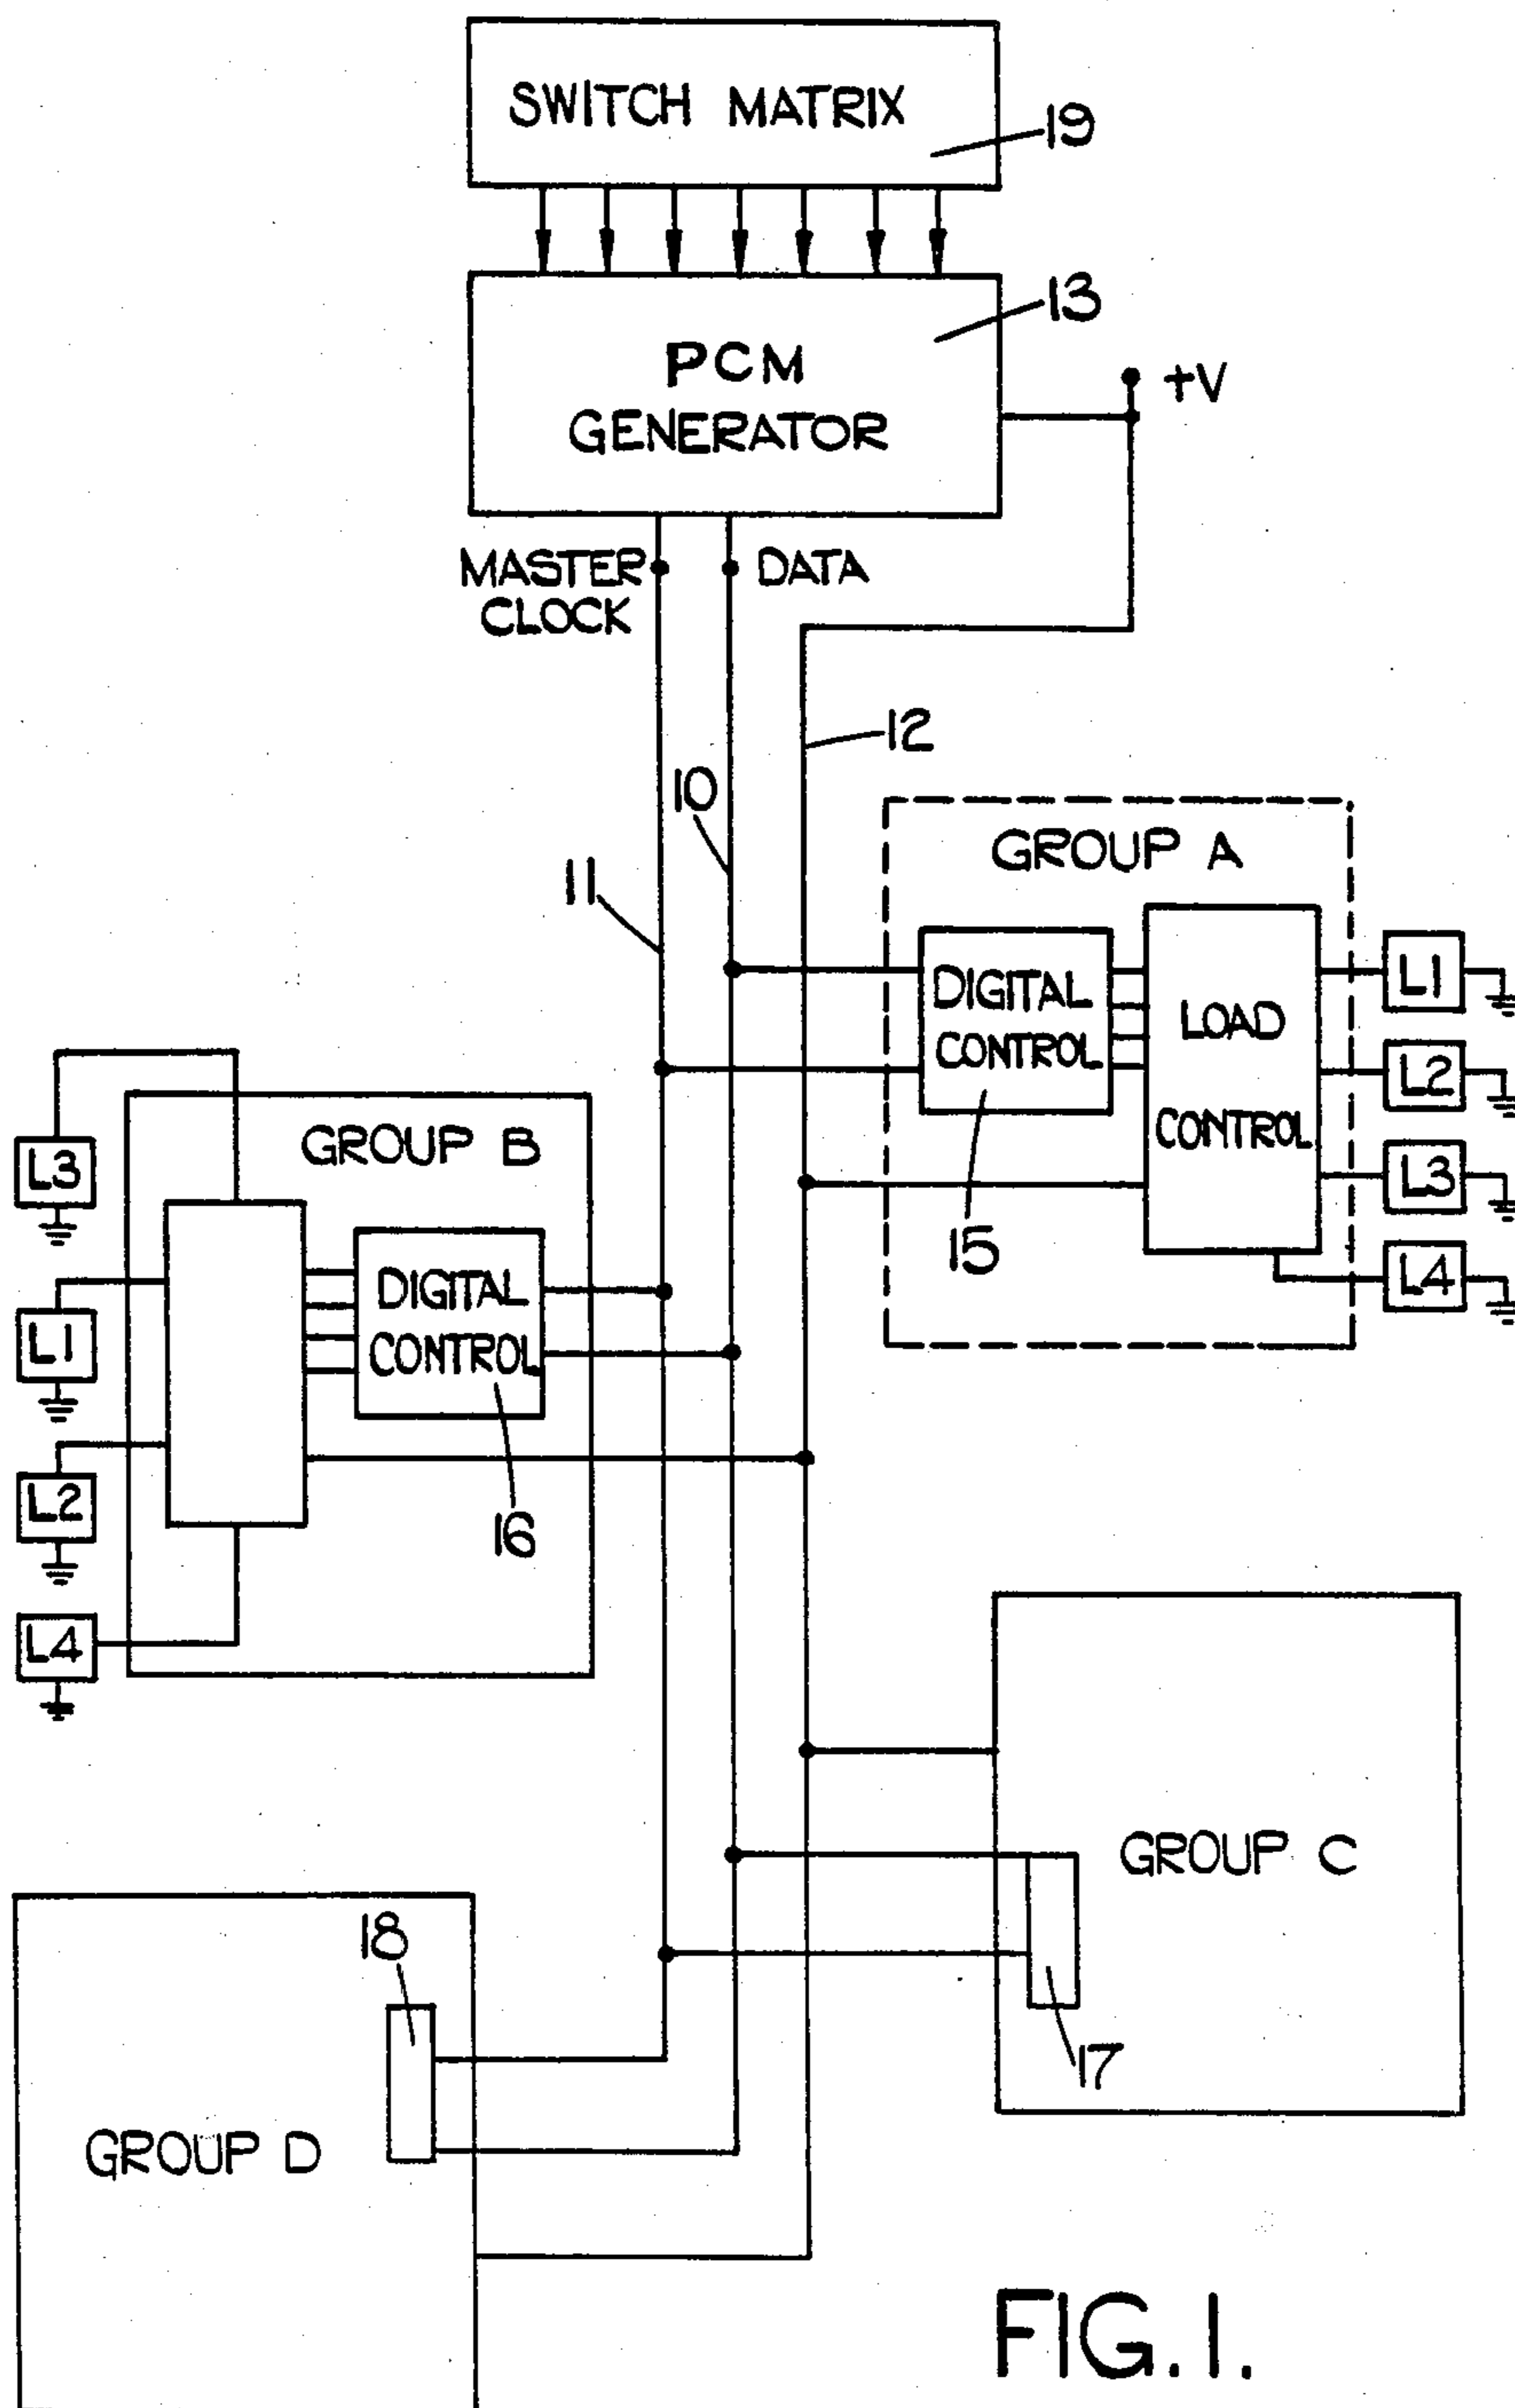 SWITCH MATRIX
19
13
PCM
GENERATOR
+V
MASTER
CLOCK
DATA
12
10
11
GROUP A
DIGITAL
CONTROL
LOAD
CONTROL
L1
L2
L3
L4
15
GROUP B
L3
L1
L2
L4
DIGITAL
CONTROL
16
GROUP C
17
18
GROUP D
FIG. 1.